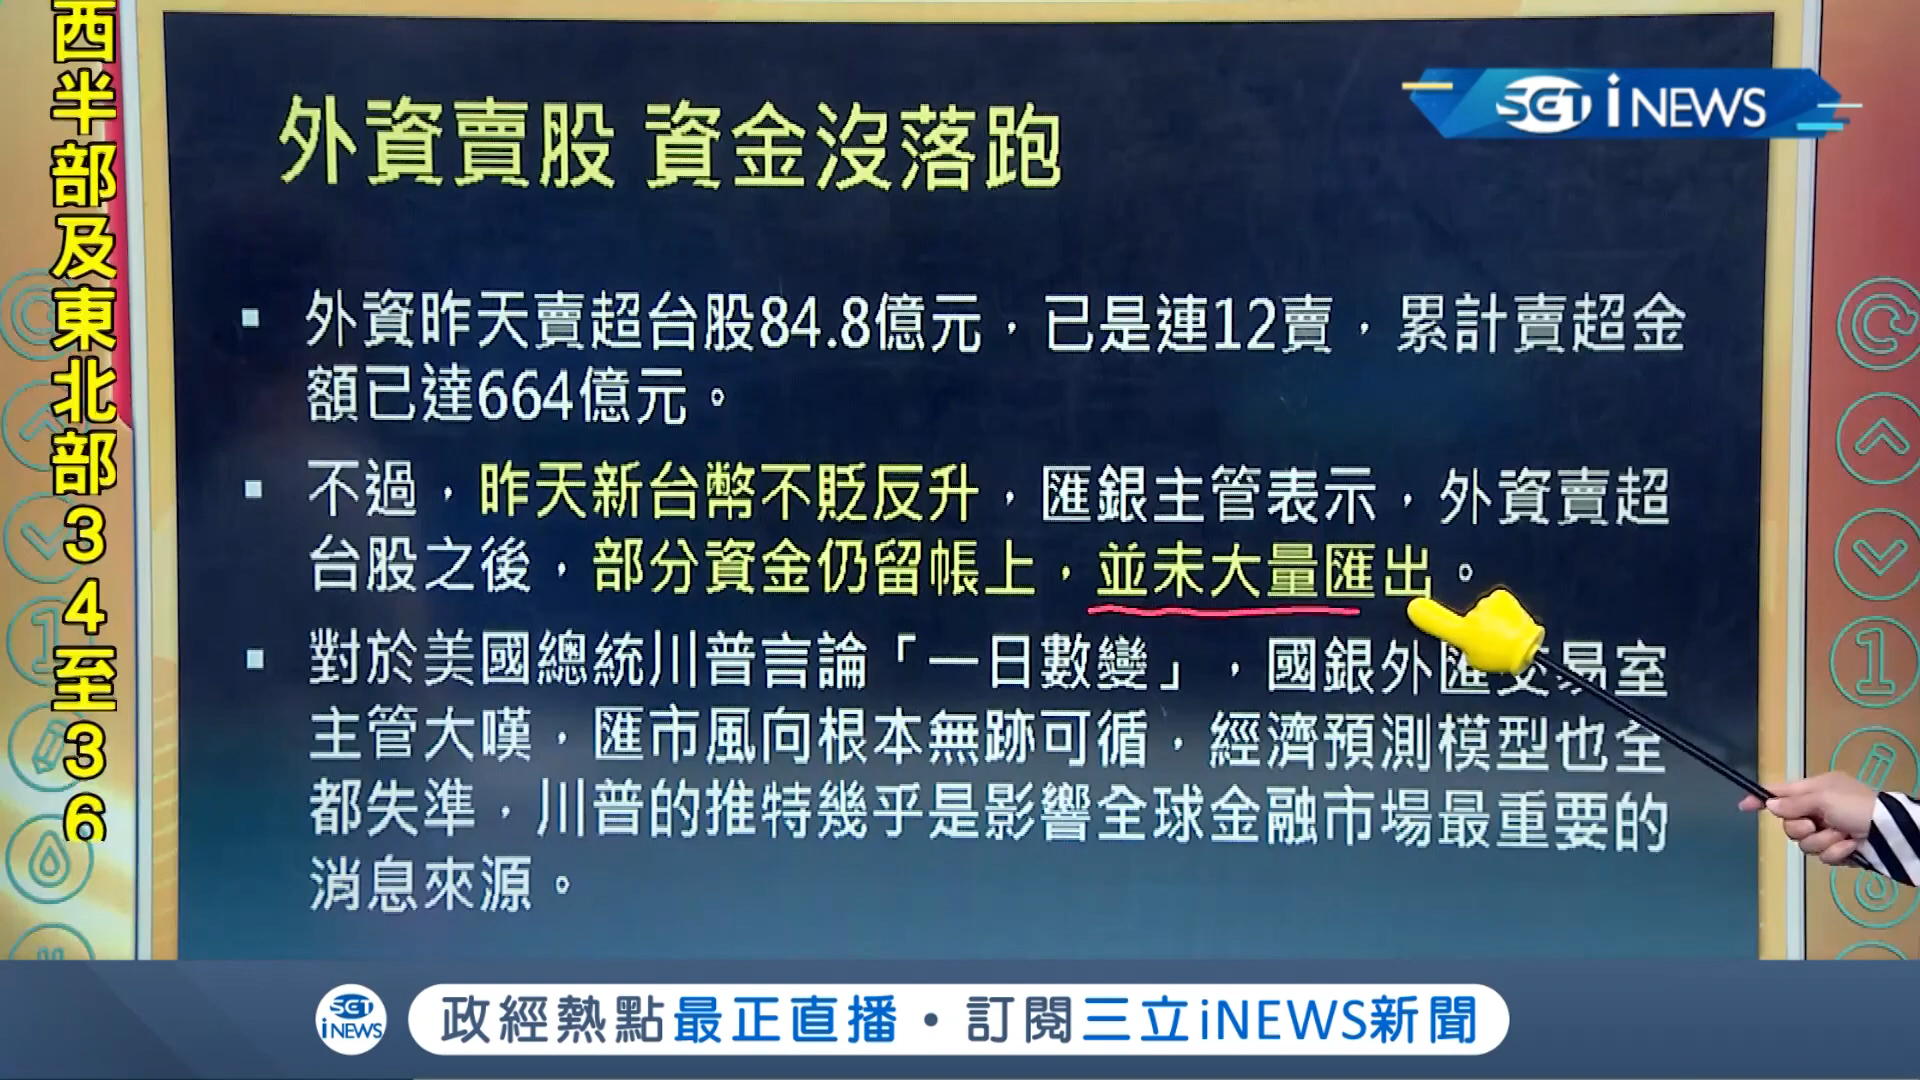 西半部及東北部34至36
SET iNEWS
外資賣股 資金沒落跑
▪ 外資昨天賣超台股84.8億元，已是連12賣，累計賣超金
額已達664億元。
▪ 不過，昨天新台幣不貶反升，匯銀主管表示，外資賣超
台股之後，部分資金仍留帳上，並未大量匯出。
▪ 對於美國總統川普言論「一日數變」，國銀外匯交易室
主管大嘆，匯市風向根本無跡可循，經濟預測模型也全
都失準，川普的推特幾乎是影響全球金融市場最重要的
消息來源。
SET iNEWS
政經熱點最正直播・訂閱三立iNEWS新聞